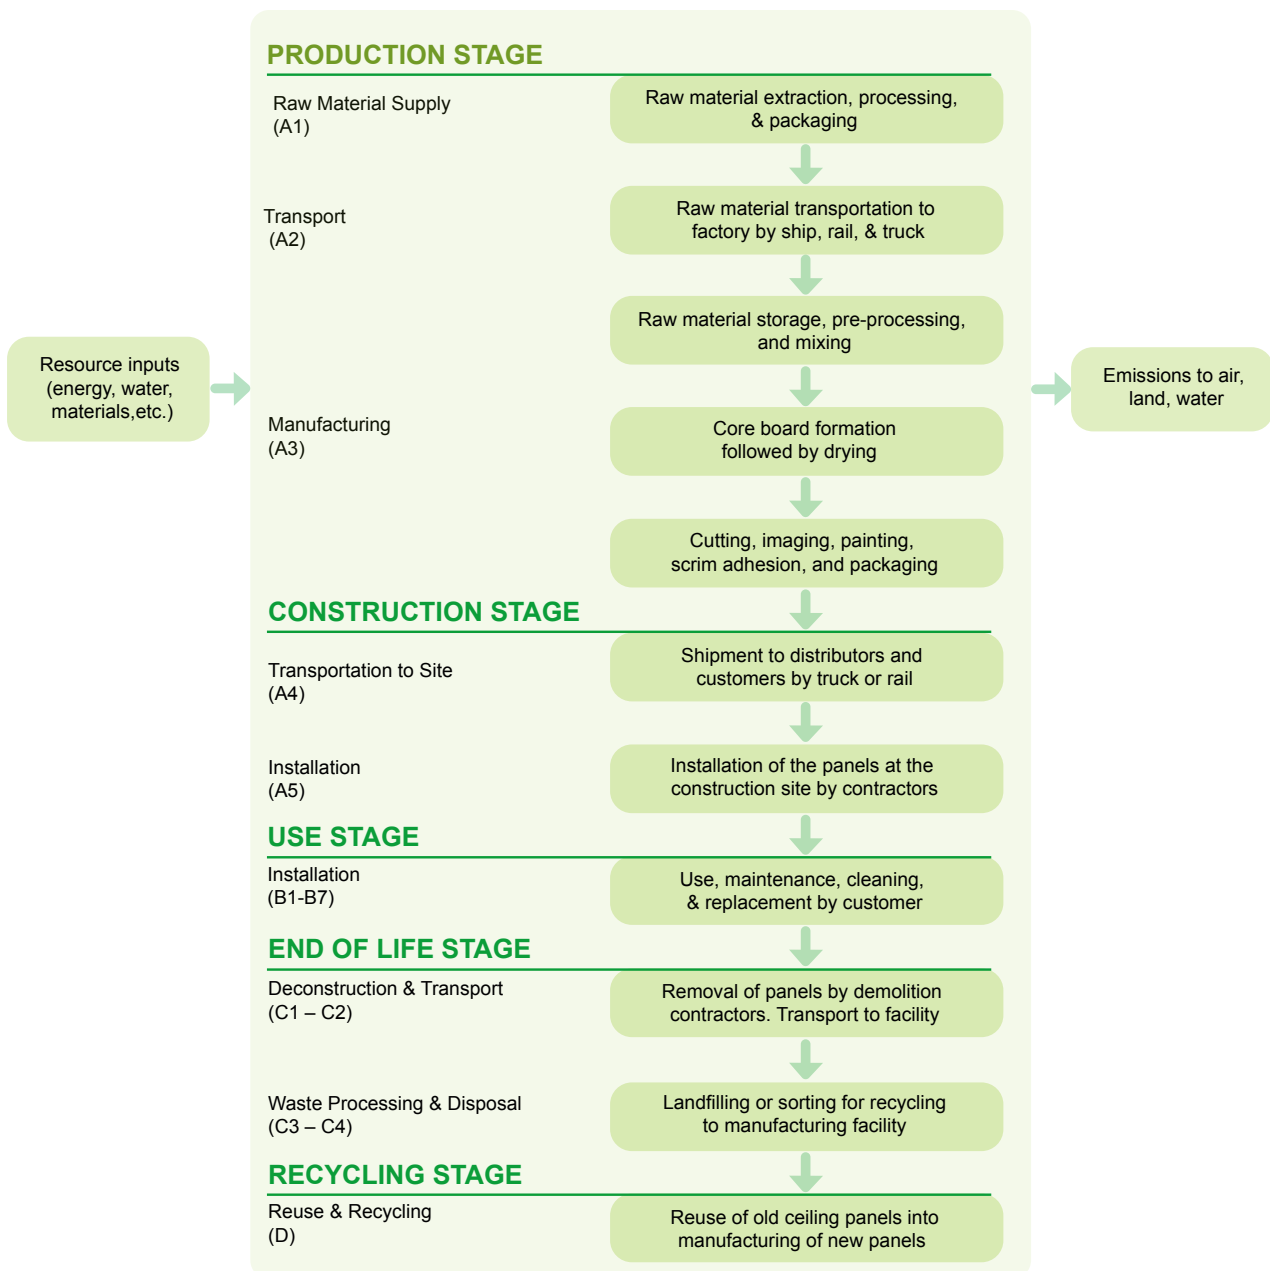 PRODUCTION STAGE
Raw Material Supply
(A1)
Raw material extraction, processing,
& packaging
Transport
(A2)
Raw material transportation to
factory by ship, rail, & truck
Raw material storage, pre-processing,
and mixing
Resource inputs
(energy, water,
materials,etc.)
Emissions to air,
land, water
Manufacturing
(A3)
Core board formation
followed by drying
Cutting, imaging, painting,
scrim adhesion, and packaging
CONSTRUCTION STAGE
Transportation to Site
(A4)
Shipment to distributors and
customers by truck or rail
Installation
(A5)
Installation of the panels at the
construction site by contractors
USE STAGE
Installation
(B1-B7)
Use, maintenance, cleaning,
& replacement by customer
END OF LIFE STAGE
Deconstruction & Transport
(C1 – C2)
Removal of panels by demolition
contractors. Transport to facility
Waste Processing & Disposal
(C3 – C4)
Landfilling or sorting for recycling
to manufacturing facility
RECYCLING STAGE
Reuse & Recycling
(D)
Reuse of old ceiling panels into
manufacturing of new panels